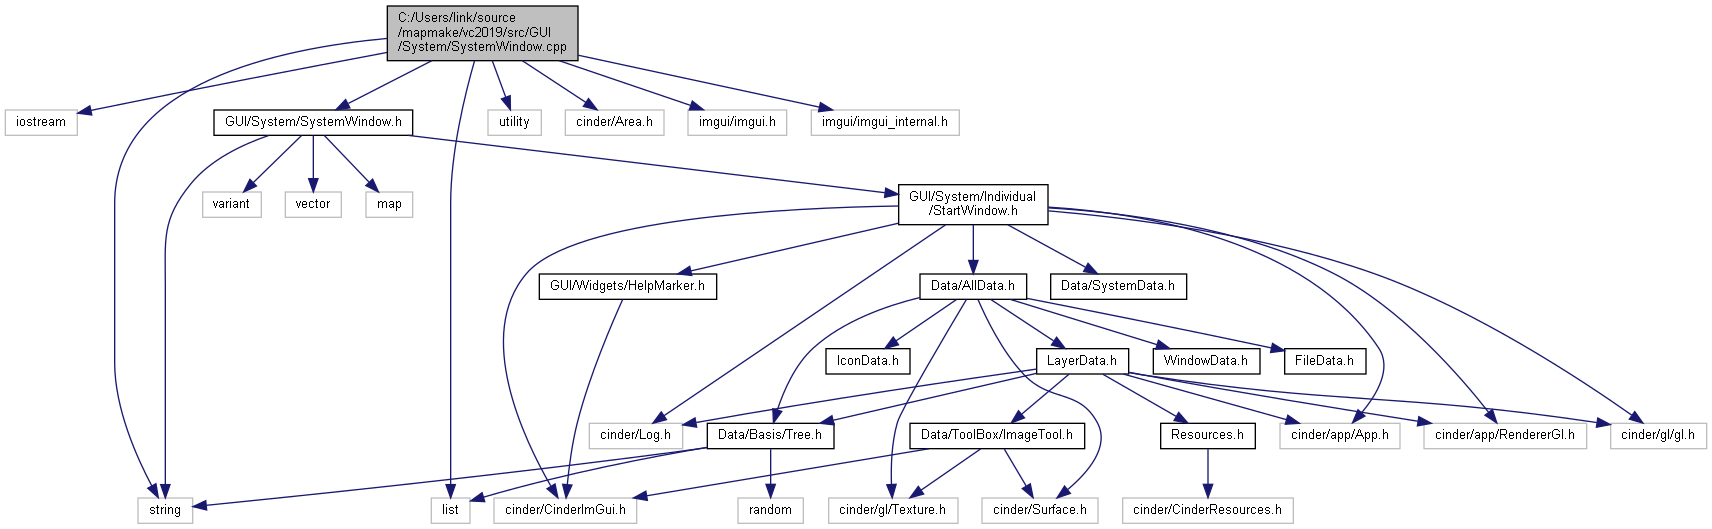 C:/Users/link/source
/mapmake/vc2019/src/GUI
/System/SystemWindow.cpp
iostream
GUI/System/SystemWindow.h
utility
cinder/Area.h
imgui/imgui.h
imgui/imgui_internal.h
variant
vector
map
GUI/System/Individual
/StartWindow.h
GUI/Widgets/HelpMarker.h
Data/AllData.h
Data/SystemData.h
IconData.h
LayerData.h
WindowData.h
FileData.h
cinder/Log.h
Data/Basis/Tree.h
Data/ToolBox/ImageTool.h
Resources.h
cinder/app/App.h
cinder/app/RendererGl.h
cinder/gl/gl.h
string
list
cinder/CinderImGui.h
random
cinder/gl/Texture.h
cinder/Surface.h
cinder/CinderResources.h